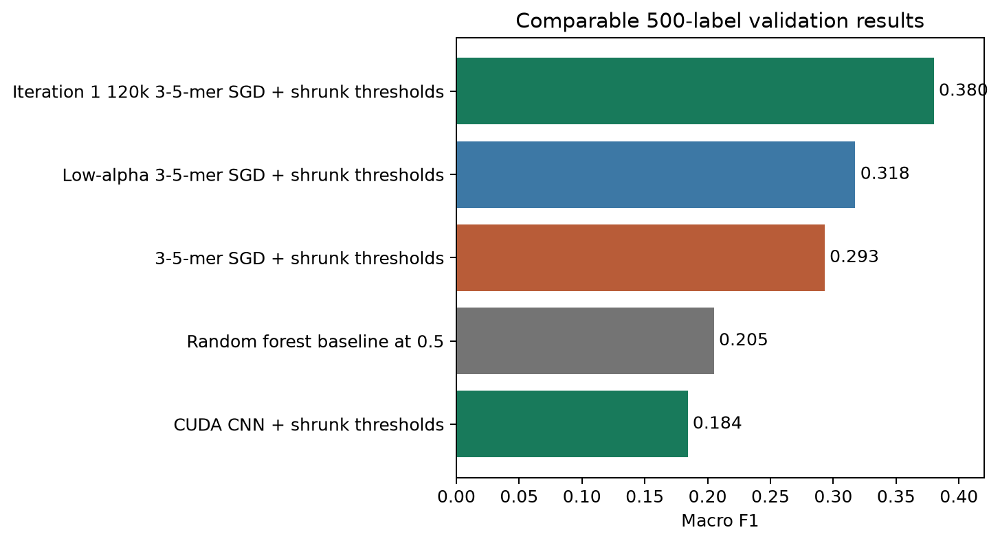 Comparable 500-label validation results
Iteration 1 120k 3-5-mer SGD + shrunk thresholds
0.380
Low-alpha 3-5-mer SGD + shrunk thresholds
0.318
3-5-mer SGD + shrunk thresholds
0.293
Random forest baseline at 0.5
0.205
CUDA CNN + shrunk thresholds
0.184
0.00 0.05 0.10 0.15 0.20 0.25 0.30 0.35 0.40
Macro F1